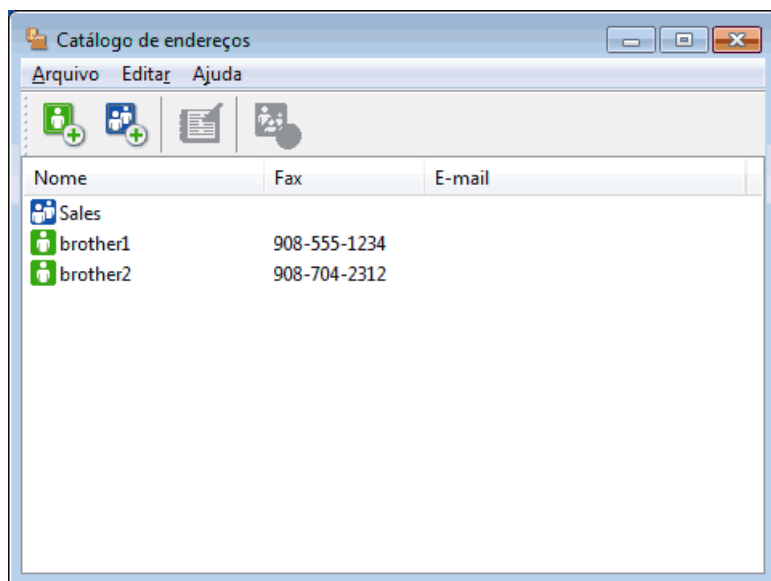 Catálogo de endereços
Arquivo Editar Ajuda
Nome Fax E-mail
Sales
brother1 908-555-1234
brother2 908-704-2312